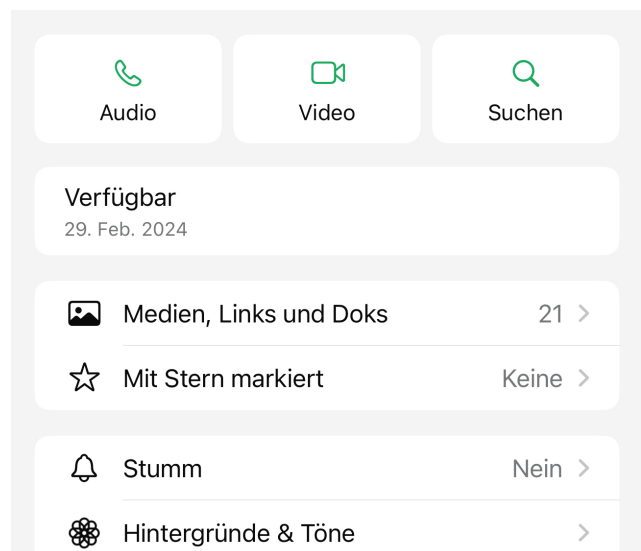 Audio Video Suchen
Verfügbar
29. Feb. 2024
Medien, Links und Doks 21
Mit Stern markiert Keine
Stumm Nein
Hintergründe & Töne